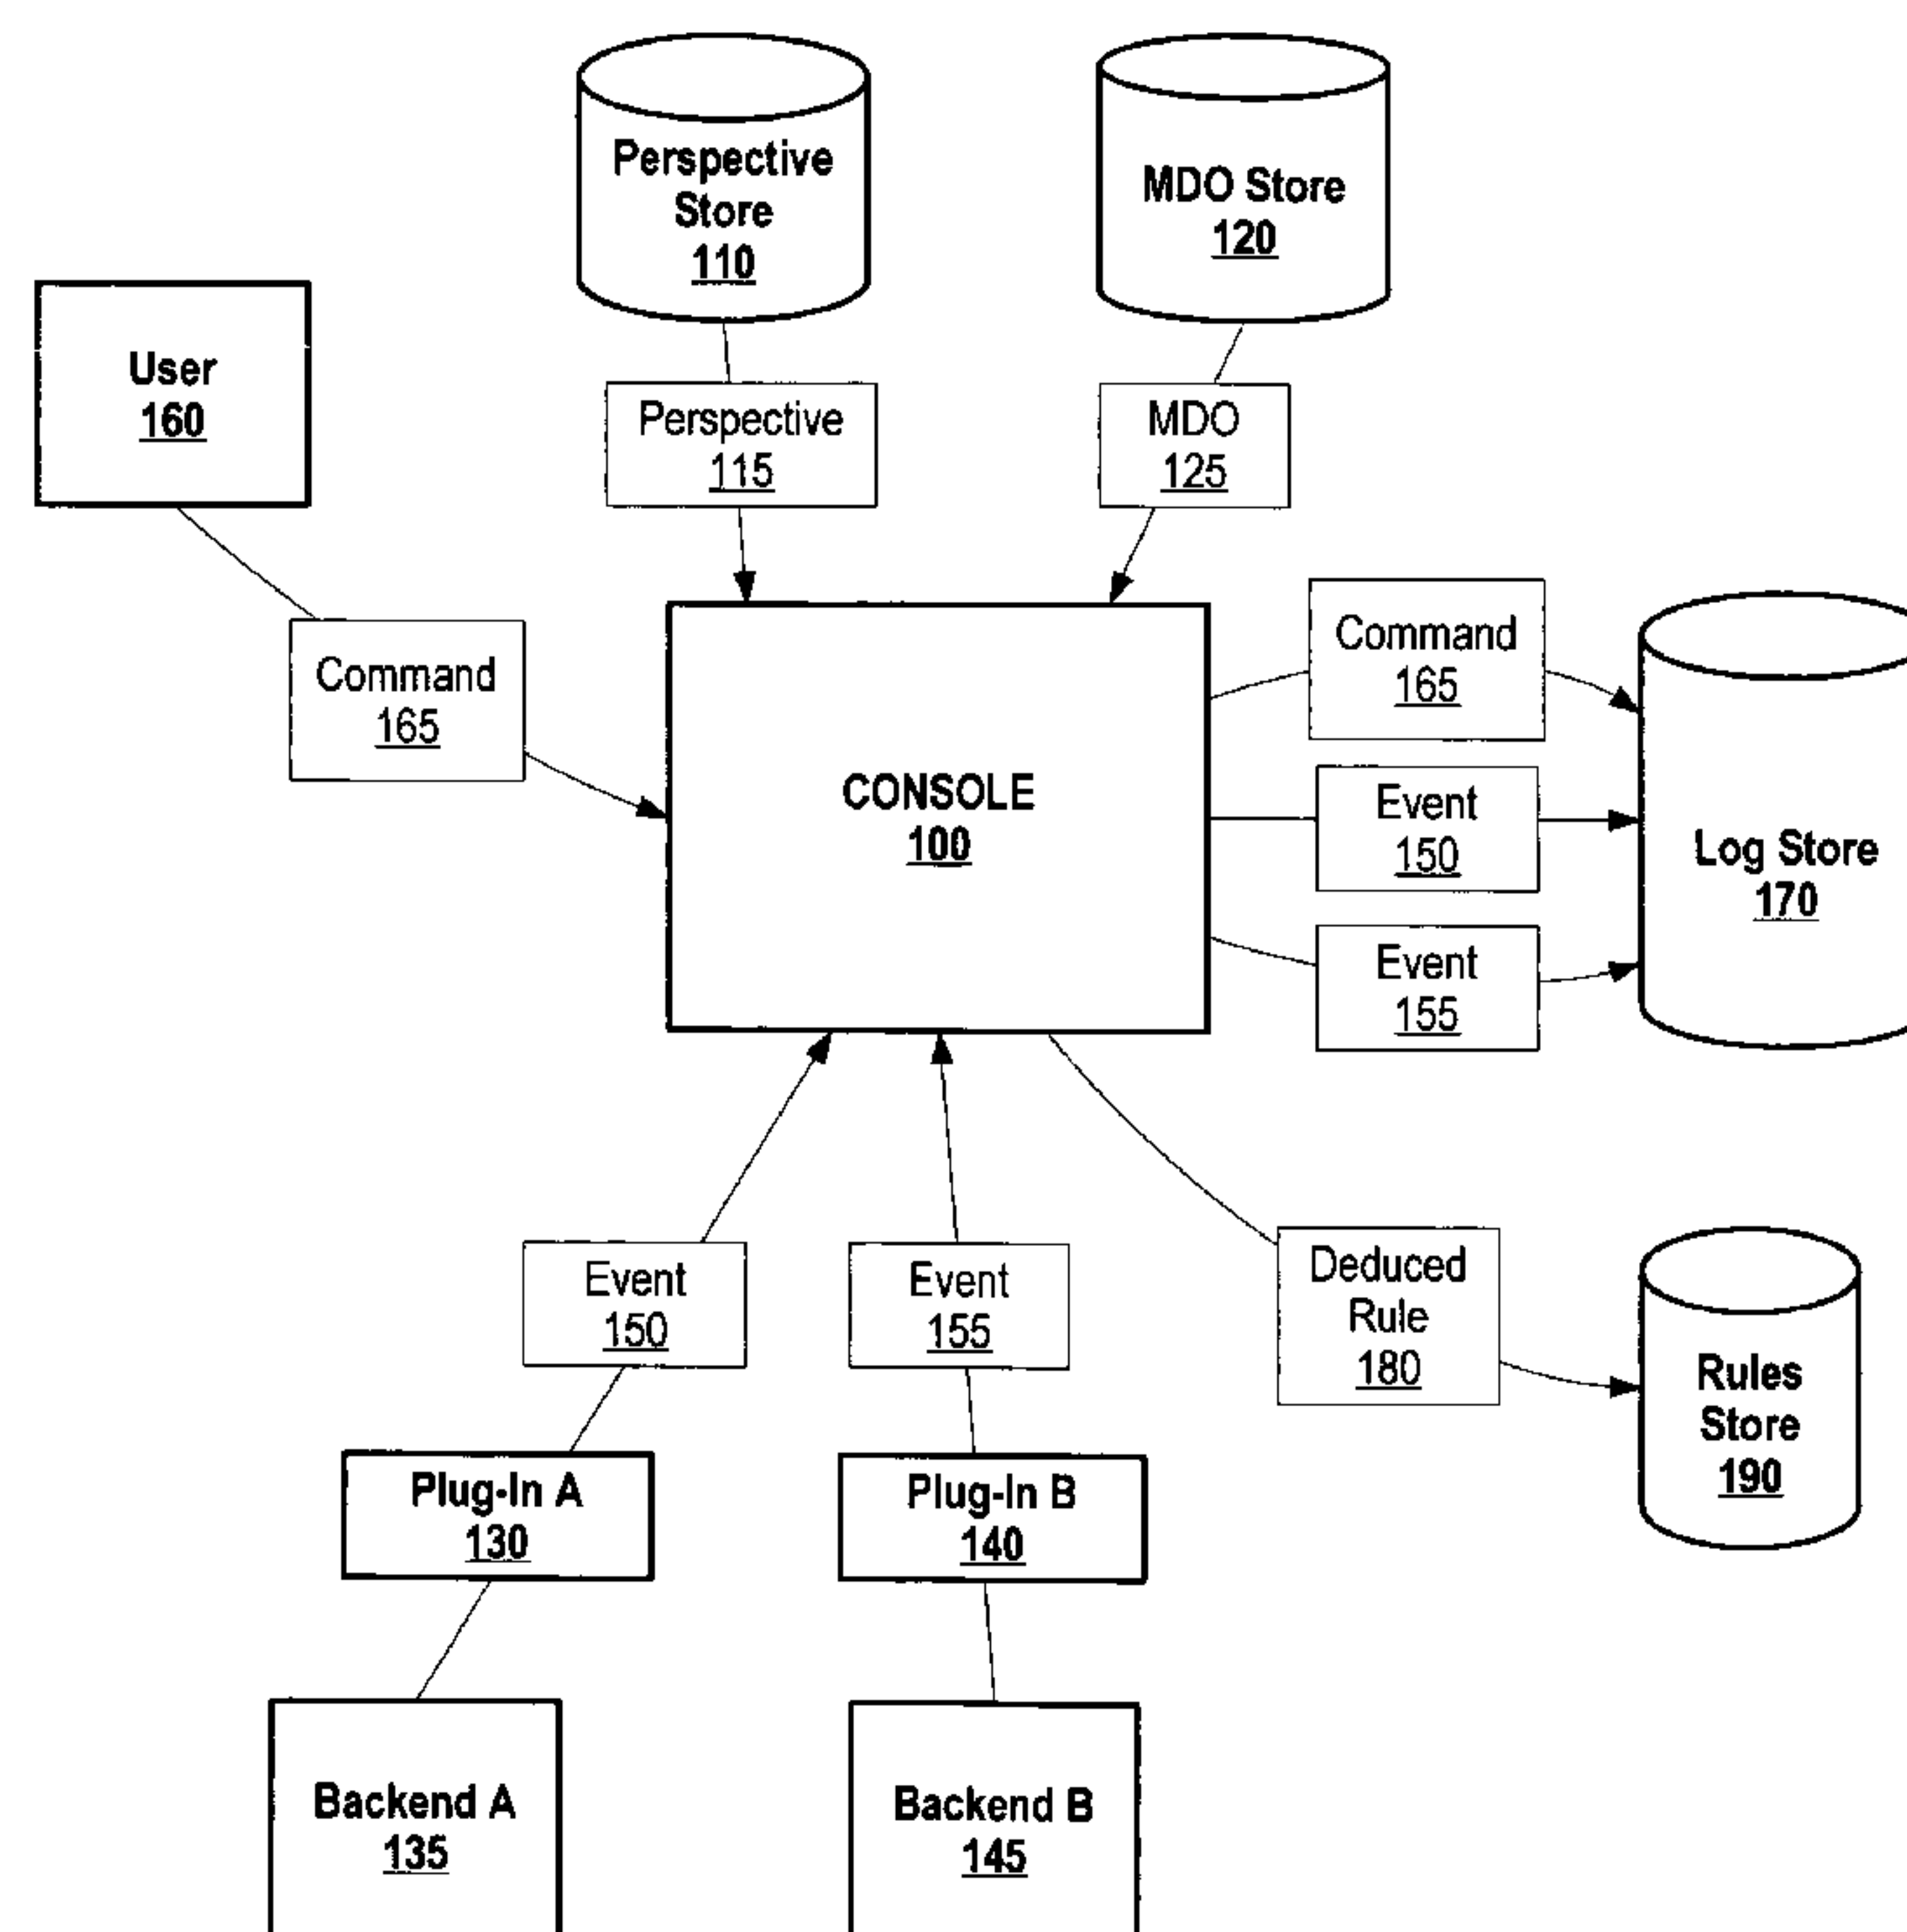 Perspective
Store
110
MDO Store
120
User
160
Perspective
115
MDO
125
Command
165
CONSOLE
100
Command
165
Event
150
Event
155
Log Store
170
Event
150
Event
155
Deduced
Rule
180
Rules
Store
190
Plug-In A
130
Plug-In B
140
Backend A
135
Backend B
145